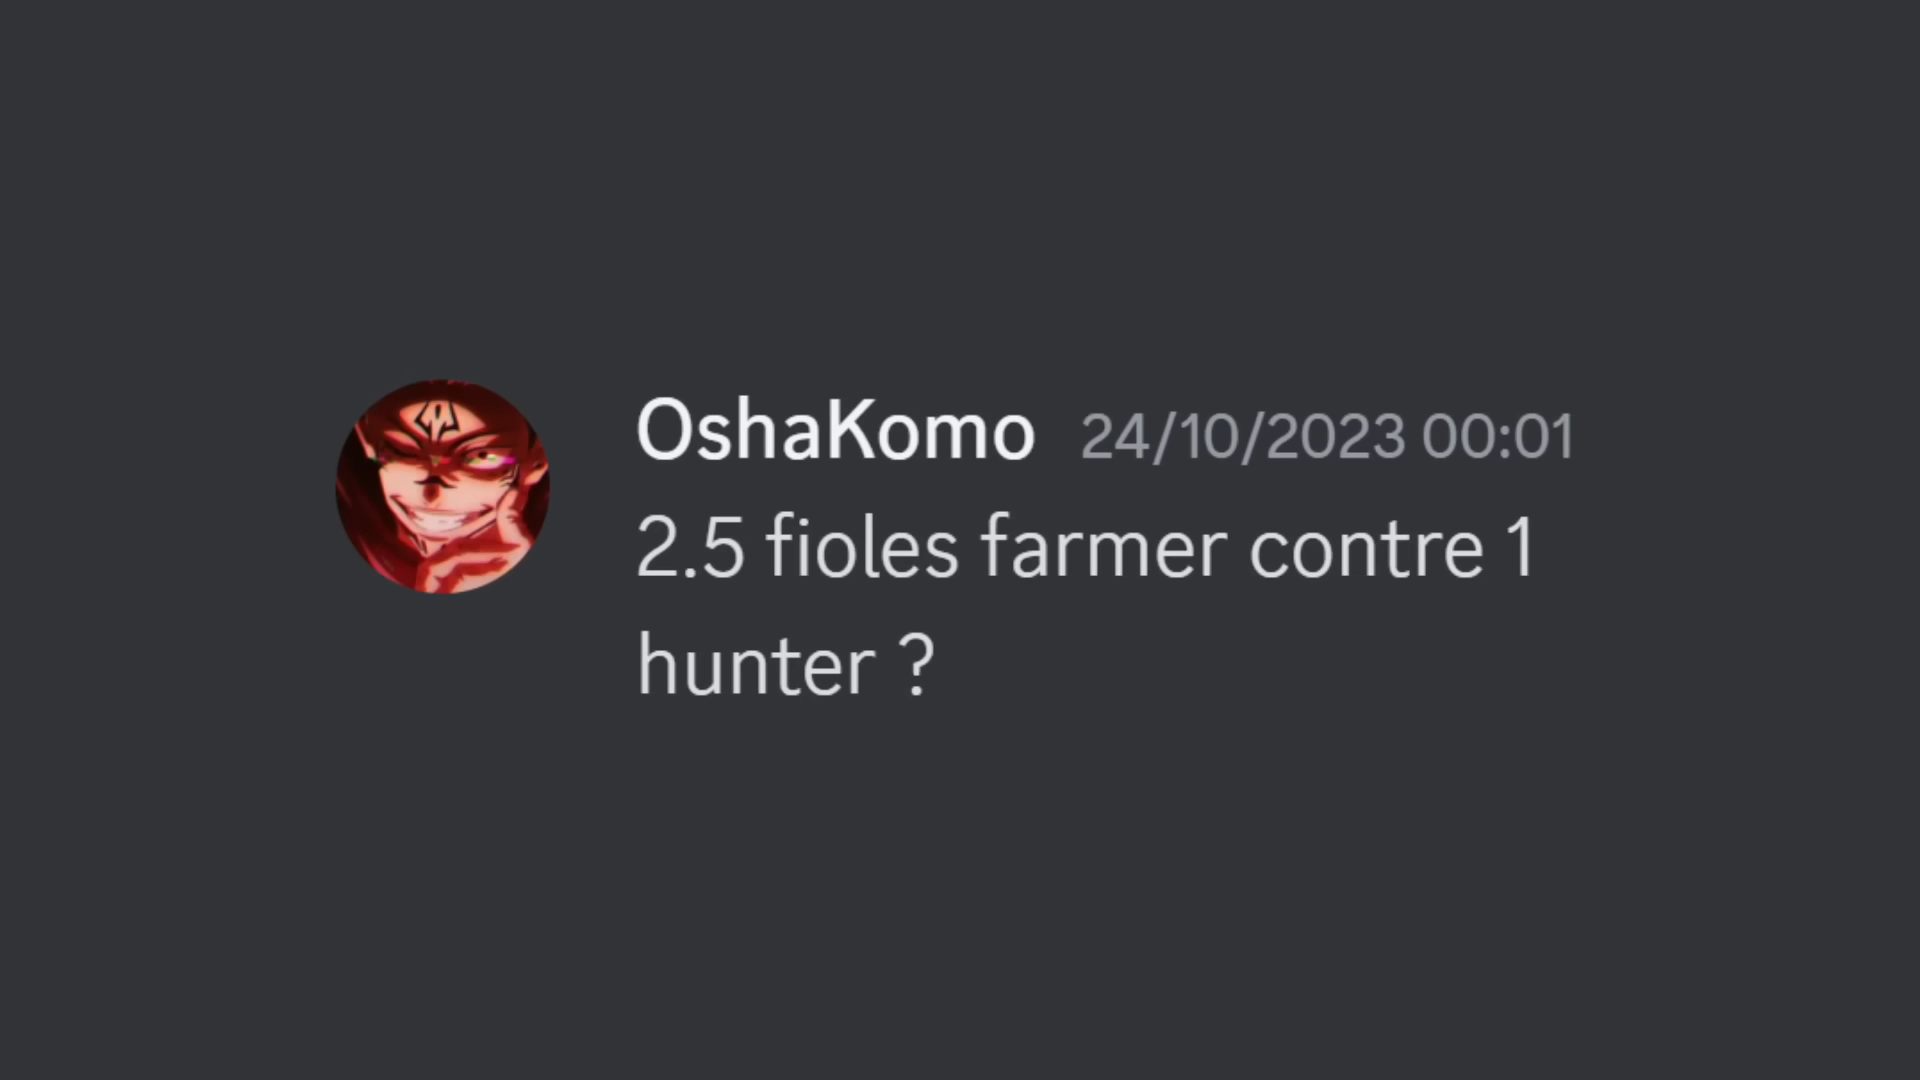 OshaKomo 24/10/2023 00:01
2.5 fioles farmer contre 1
hunter ?